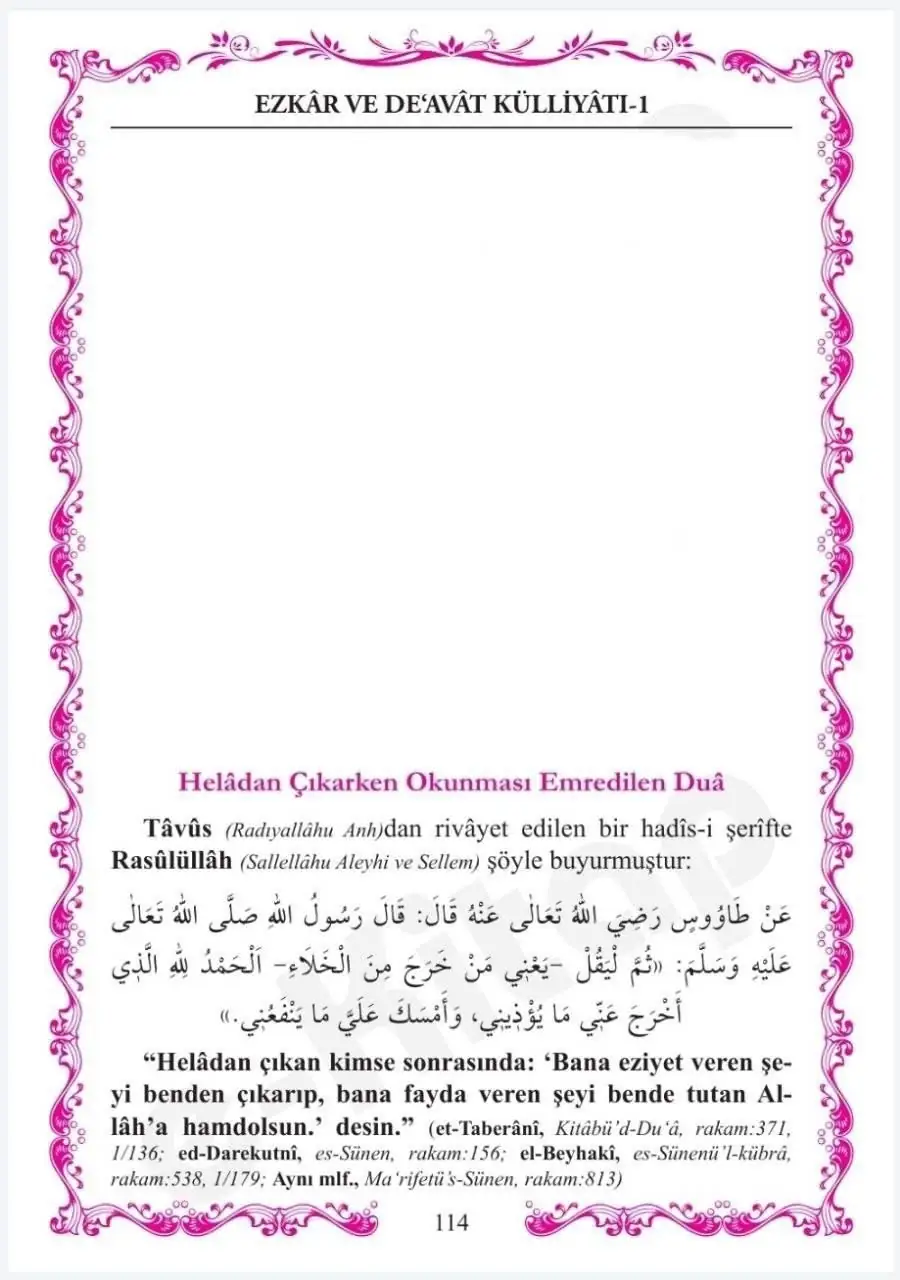 EZKÂR VE DE‘AVÂT KÜLLİYÂTI-1
Helâdan Çıkarken Okunması Emredilen Duâ
Tâvûs (Radıyallâhu Anh)dan rivâyet edilen bir hadîs-i şerîfte
Rasûlüllâh (Sallellâhu Aleyhi ve Sellem) şöyle buyurmuştur:
عَنْ طَاوُوسٍ رَضِيَ اللّٰهُ تَعَالٰى عَنْهُ قَالَ: قَالَ رَسُولُ اللّٰهِ صَلَّى اللّٰهُ تَعَالٰى
عَلَيْهِ وَسَلَّمَ: «ثُمَّ لْيَقُلْ -يَعْنِي مَنْ خَرَجَ مِنَ الْخَلَاءِ- اَلْحَمْدُ لِلّٰهِ الَّذِي
أَخْرَجَ عَنِّي مَا يُؤْذِينِي، وَأَمْسَكَ عَلَيَّ مَا يَنْفَعُنِي.»
“Helâdan çıkan kimse sonrasında: ‘Bana eziyet veren şe-
yi benden çıkarıp, bana fayda veren şeyi bende tutan Al-
lâh’a hamdolsun.’ desin.” (et-Taberânî, Kitâbü’d-Du‘â, rakam:371,
1/136; ed-Darekutnî, es-Sünen, rakam:156; el-Beyhakî, es-Sünenü’l-kübrâ,
rakam:538, 1/179; Aynı mlf., Ma‘rifetü’s-Sünen, rakam:813)
114